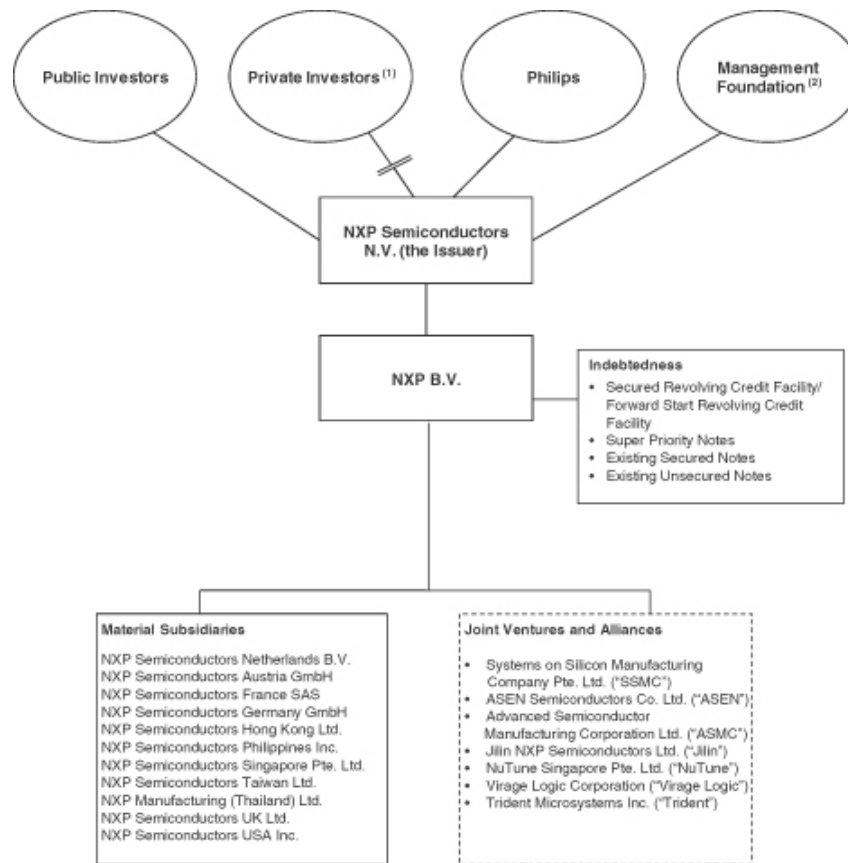 Public Investors
Private Investors (1)
Philips
Management
Foundation (2)
NXP Semiconductors
N.V. (the Issuer)
NXP B.V.
Indebtedness
• Secured Revolving Credit Facility/
Forward Start Revolving Credit
Facility
• Super Priority Notes
• Existing Secured Notes
• Existing Unsecured Notes
Material Subsidiaries
NXP Semiconductors Netherlands B.V.
NXP Semiconductors Austria GmbH
NXP Semiconductors France SAS
NXP Semiconductors Germany GmbH
NXP Semiconductors Hong Kong Ltd.
NXP Semiconductors Philippines Inc.
NXP Semiconductors Singapore Pte. Ltd.
NXP Semiconductors Taiwan Ltd.
NXP Manufacturing (Thailand) Ltd.
NXP Semiconductors UK Ltd.
NXP Semiconductors USA Inc.
Joint Ventures and Alliances
• Systems on Silicon Manufacturing
Company Pte. Ltd. (“SSMC”)
• ASEN Semiconductors Co. Ltd. (“ASEN”)
• Advanced Semiconductor
Manufacturing Corporation Ltd. (“ASMC”)
• Jilin NXP Semiconductors Ltd. (“Jilin”)
• NuTune Singapore Pte. Ltd. (“NuTune”)
• Virage Logic Corporation (“Virage Logic”)
• Trident Microsystems Inc. (“Trident”)